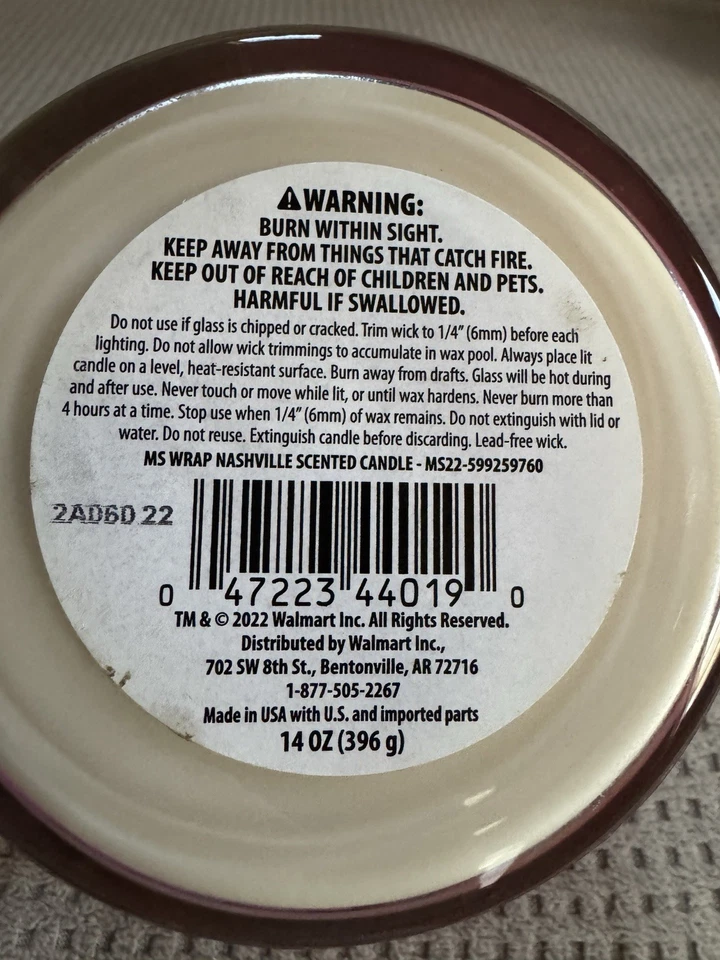 ⚠WARNING:
BURN WITHIN SIGHT.
KEEP AWAY FROM THINGS THAT CATCH FIRE.
KEEP OUT OF REACH OF CHILDREN AND PETS.
HARMFUL IF SWALLOWED.
Do not use if glass is chipped or cracked. Trim wick to 1/4” (6mm) before each
lighting. Do not allow wick trimmings to accumulate in wax pool. Always place lit
candle on a level, heat-resistant surface. Burn away from drafts. Glass will be hot during
and after use. Never touch or move while lit, or until wax hardens. Never burn more than
4 hours at a time. Stop use when 1/4” (6mm) of wax remains. Do not extinguish with lid or
water. Do not reuse. Extinguish candle before discarding. Lead-free wick.
MS WRAP NASHVILLE SCENTED CANDLE - MS22-599259760
2A06D 22
0 47223 44019 0
TM & © 2022 Walmart Inc. All Rights Reserved.
Distributed by Walmart Inc.,
702 SW 8th St., Bentonville, AR 72716
1-877-505-2267
Made in USA with U.S. and imported parts
14 OZ (396 g)